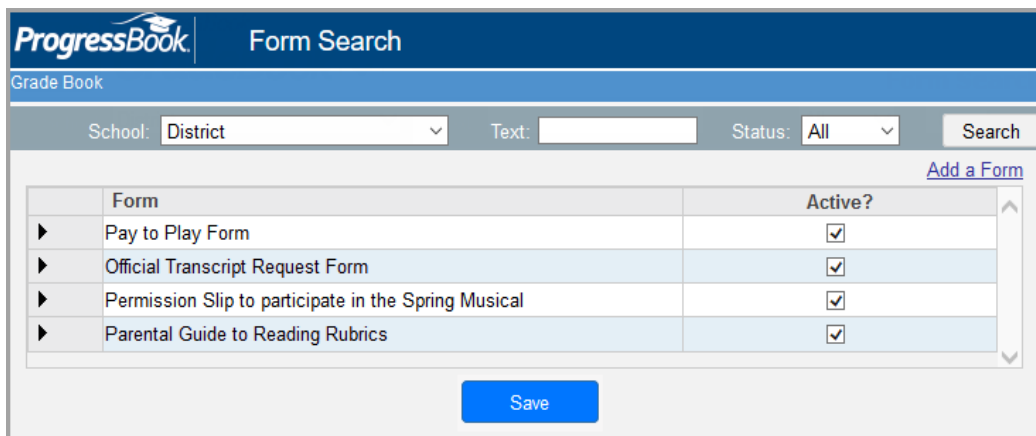 ProgressBook. Form Search
Grade Book
School: District Text: Status: All Search
Add a Form
Form Active?
Pay to Play Form
Official Transcript Request Form
Permission Slip to participate in the Spring Musical
Parental Guide to Reading Rubrics
Save